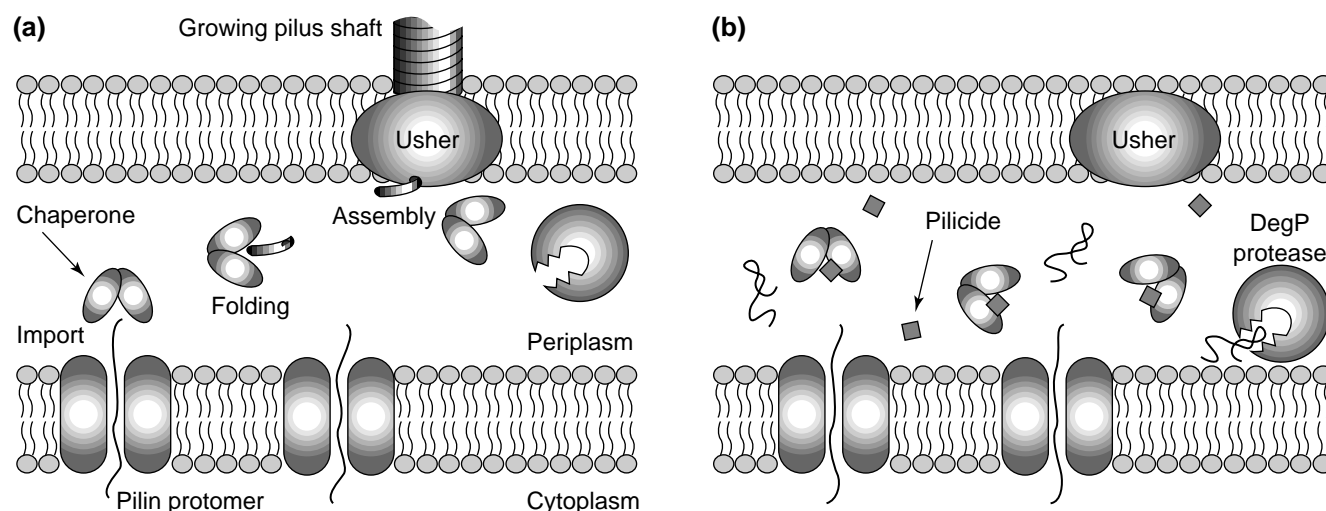 (a)
Growing pilus shaft
Usher
Chaperone
Assembly
Folding
Import
Periplasm
Pilin protomer
Cytoplasm
(b)
Usher
Pilicide
DegP
protease